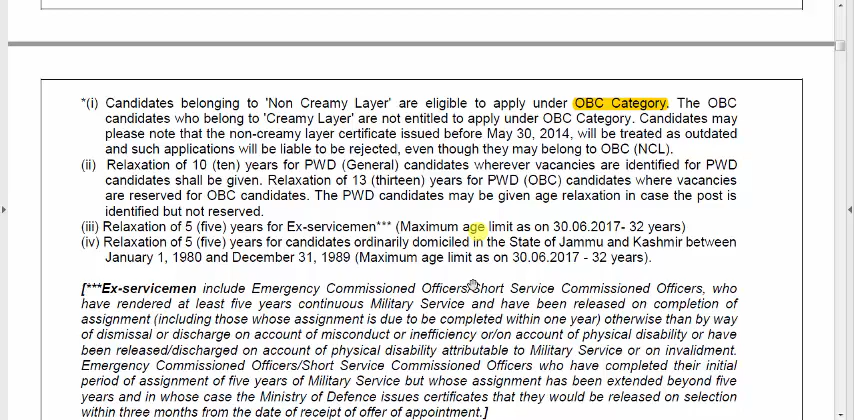 *(i) Candidates belonging to 'Non Creamy Layer' are eligible to apply under OBC Category. The OBC
candidates who belong to 'Creamy Layer' are not entitled to apply under OBC Category. Candidates may
please note that the non-creamy layer certificate issued before May 30, 2014, will be treated as outdated
and such applications will be liable to be rejected, even though they may belong to OBC (NCL).
(ii) Relaxation of 10 (ten) years for PWD (General) candidates wherever vacancies are identified for PWD
candidates shall be given. Relaxation of 13 (thirteen) years for PWD (OBC) candidates where vacancies
are reserved for OBC candidates. The PWD candidates may be given age relaxation in case the post is
identified but not reserved.
(iii) Relaxation of 5 (five) years for Ex-servicemen*** (Maximum age limit as on 30.06.2017- 32 years)
(iv) Relaxation of 5 (five) years for candidates ordinarily domiciled in the State of Jammu and Kashmir between
January 1, 1980 and December 31, 1989 (Maximum age limit as on 30.06.2017 - 32 years).
[***Ex-servicemen include Emergency Commissioned Officers/Short Service Commissioned Officers, who
have rendered at least five years continuous Military Service and have been released on completion of
assignment (including those whose assignment is due to be completed within one year) otherwise than by way
of dismissal or discharge on account of misconduct or inefficiency or/on account of physical disability or have
been released/discharged on account of physical disability attributable to Military Service or on invalidment.
Emergency Commissioned Officers/Short Service Commissioned Officers who have completed their initial
period of assignment of five years of Military Service but whose assignment has been extended beyond five
years and in whose case the Ministry of Defence issues certificates that they would be released on selection
within three months from the date of receipt of offer of appointment.]